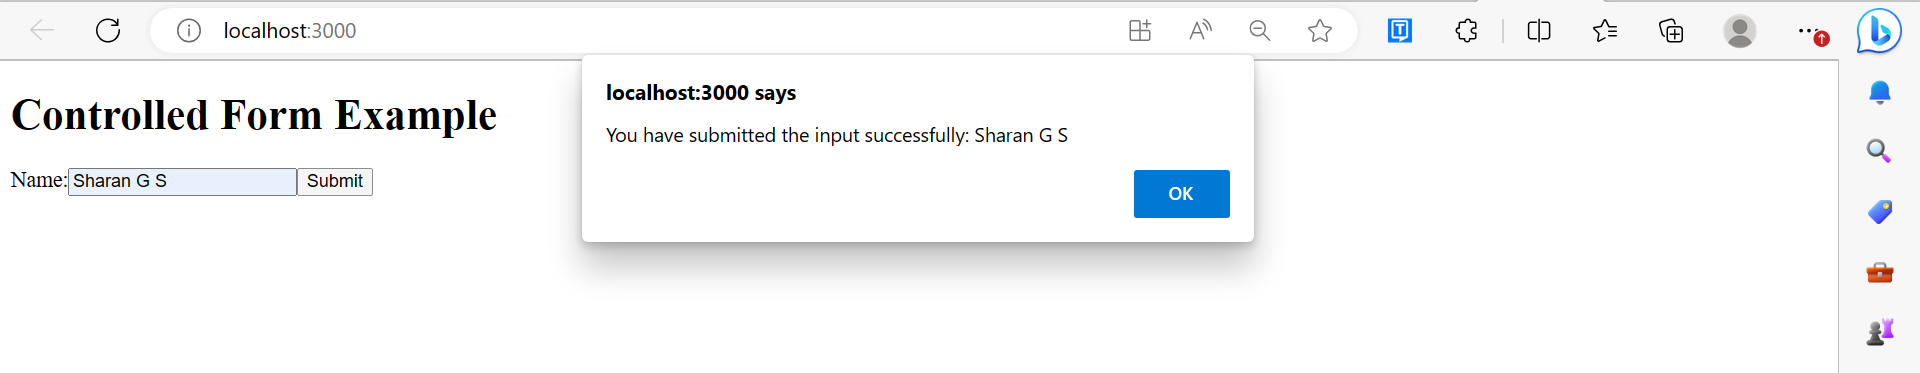 localhost:3000
localhost:3000 says
You have submitted the input successfully: Sharan G S
OK
Controlled Form Example
Name: Sharan G S Submit